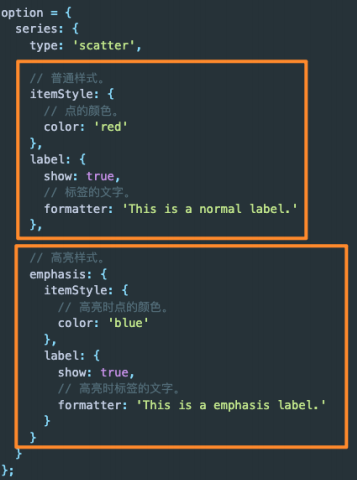 option = {
  series: {
    type: 'scatter',
    // 普通样式。
    itemStyle: {
      // 点的颜色。
      color: 'red'
    },
    label: {
      show: true,
      // 标签的文字。
      formatter: 'This is a normal label.'
    },
    // 高亮样式。
    emphasis: {
      itemStyle: {
        // 高亮时点的颜色。
        color: 'blue'
      },
      label: {
        show: true,
        // 高亮时标签的文字。
        formatter: 'This is a emphasis label.'
      }
    }
  }
};